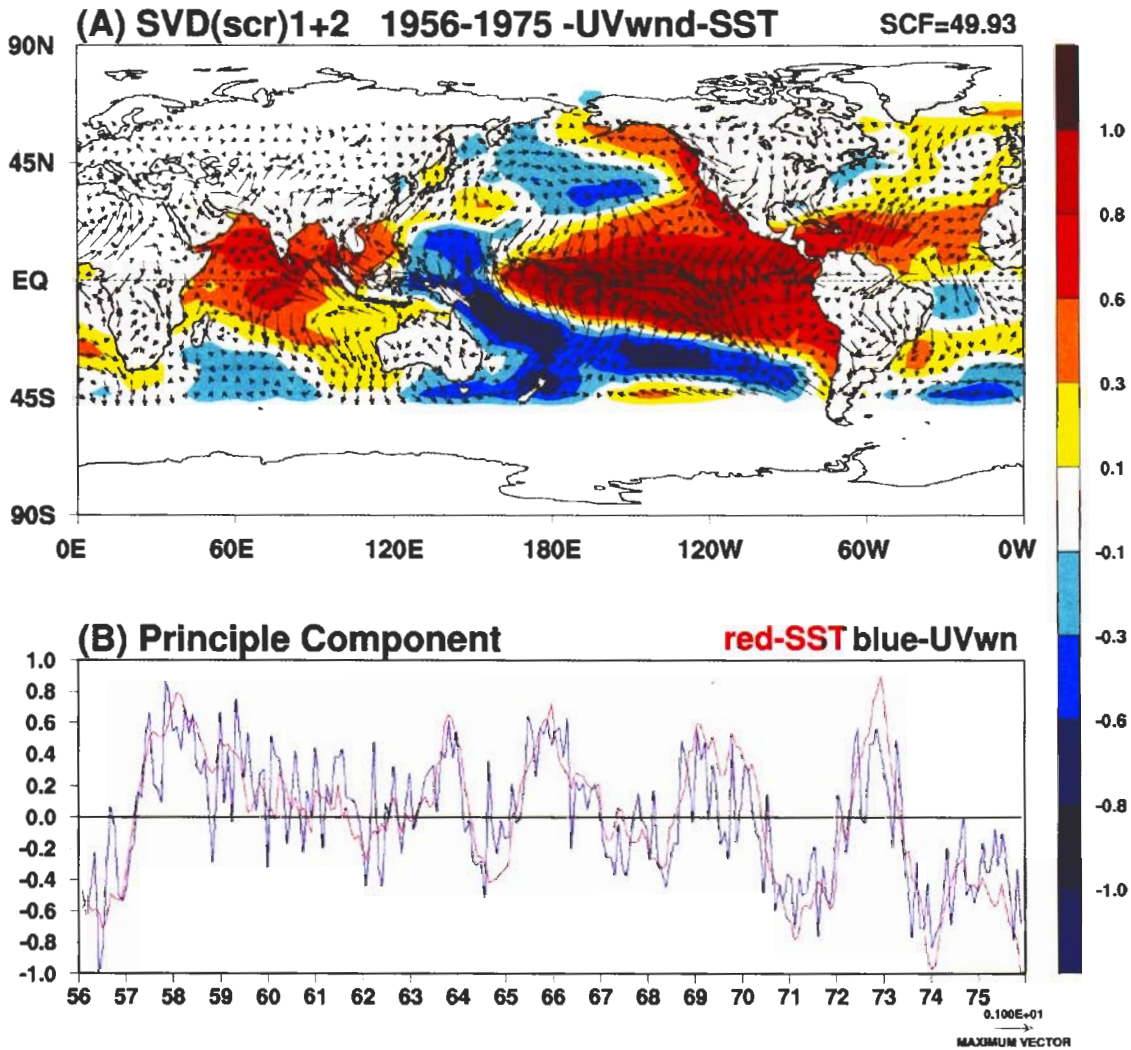 (A) SVD(scr)1+2 1956-1975 -UVwnd-SST SCF=49.93
90N
45N
EQ
45S
90S
0E 60E 120E 180E 120W 60W 0W
1.0
0.8
0.6
0.3
0.1
-0.1
-0.3
-0.6
-0.8
-1.0
(B) Principle Component red-SST blue-UVwn
1.0
0.8
0.6
0.4
0.2
0.0
-0.2
-0.4
-0.6
-0.8
-1.0
56 57 58 59 60 61 62 63 64 65 66 67 68 69 70 71 72 73 74 75
0.100E+01
MAXIMUM VECTOR